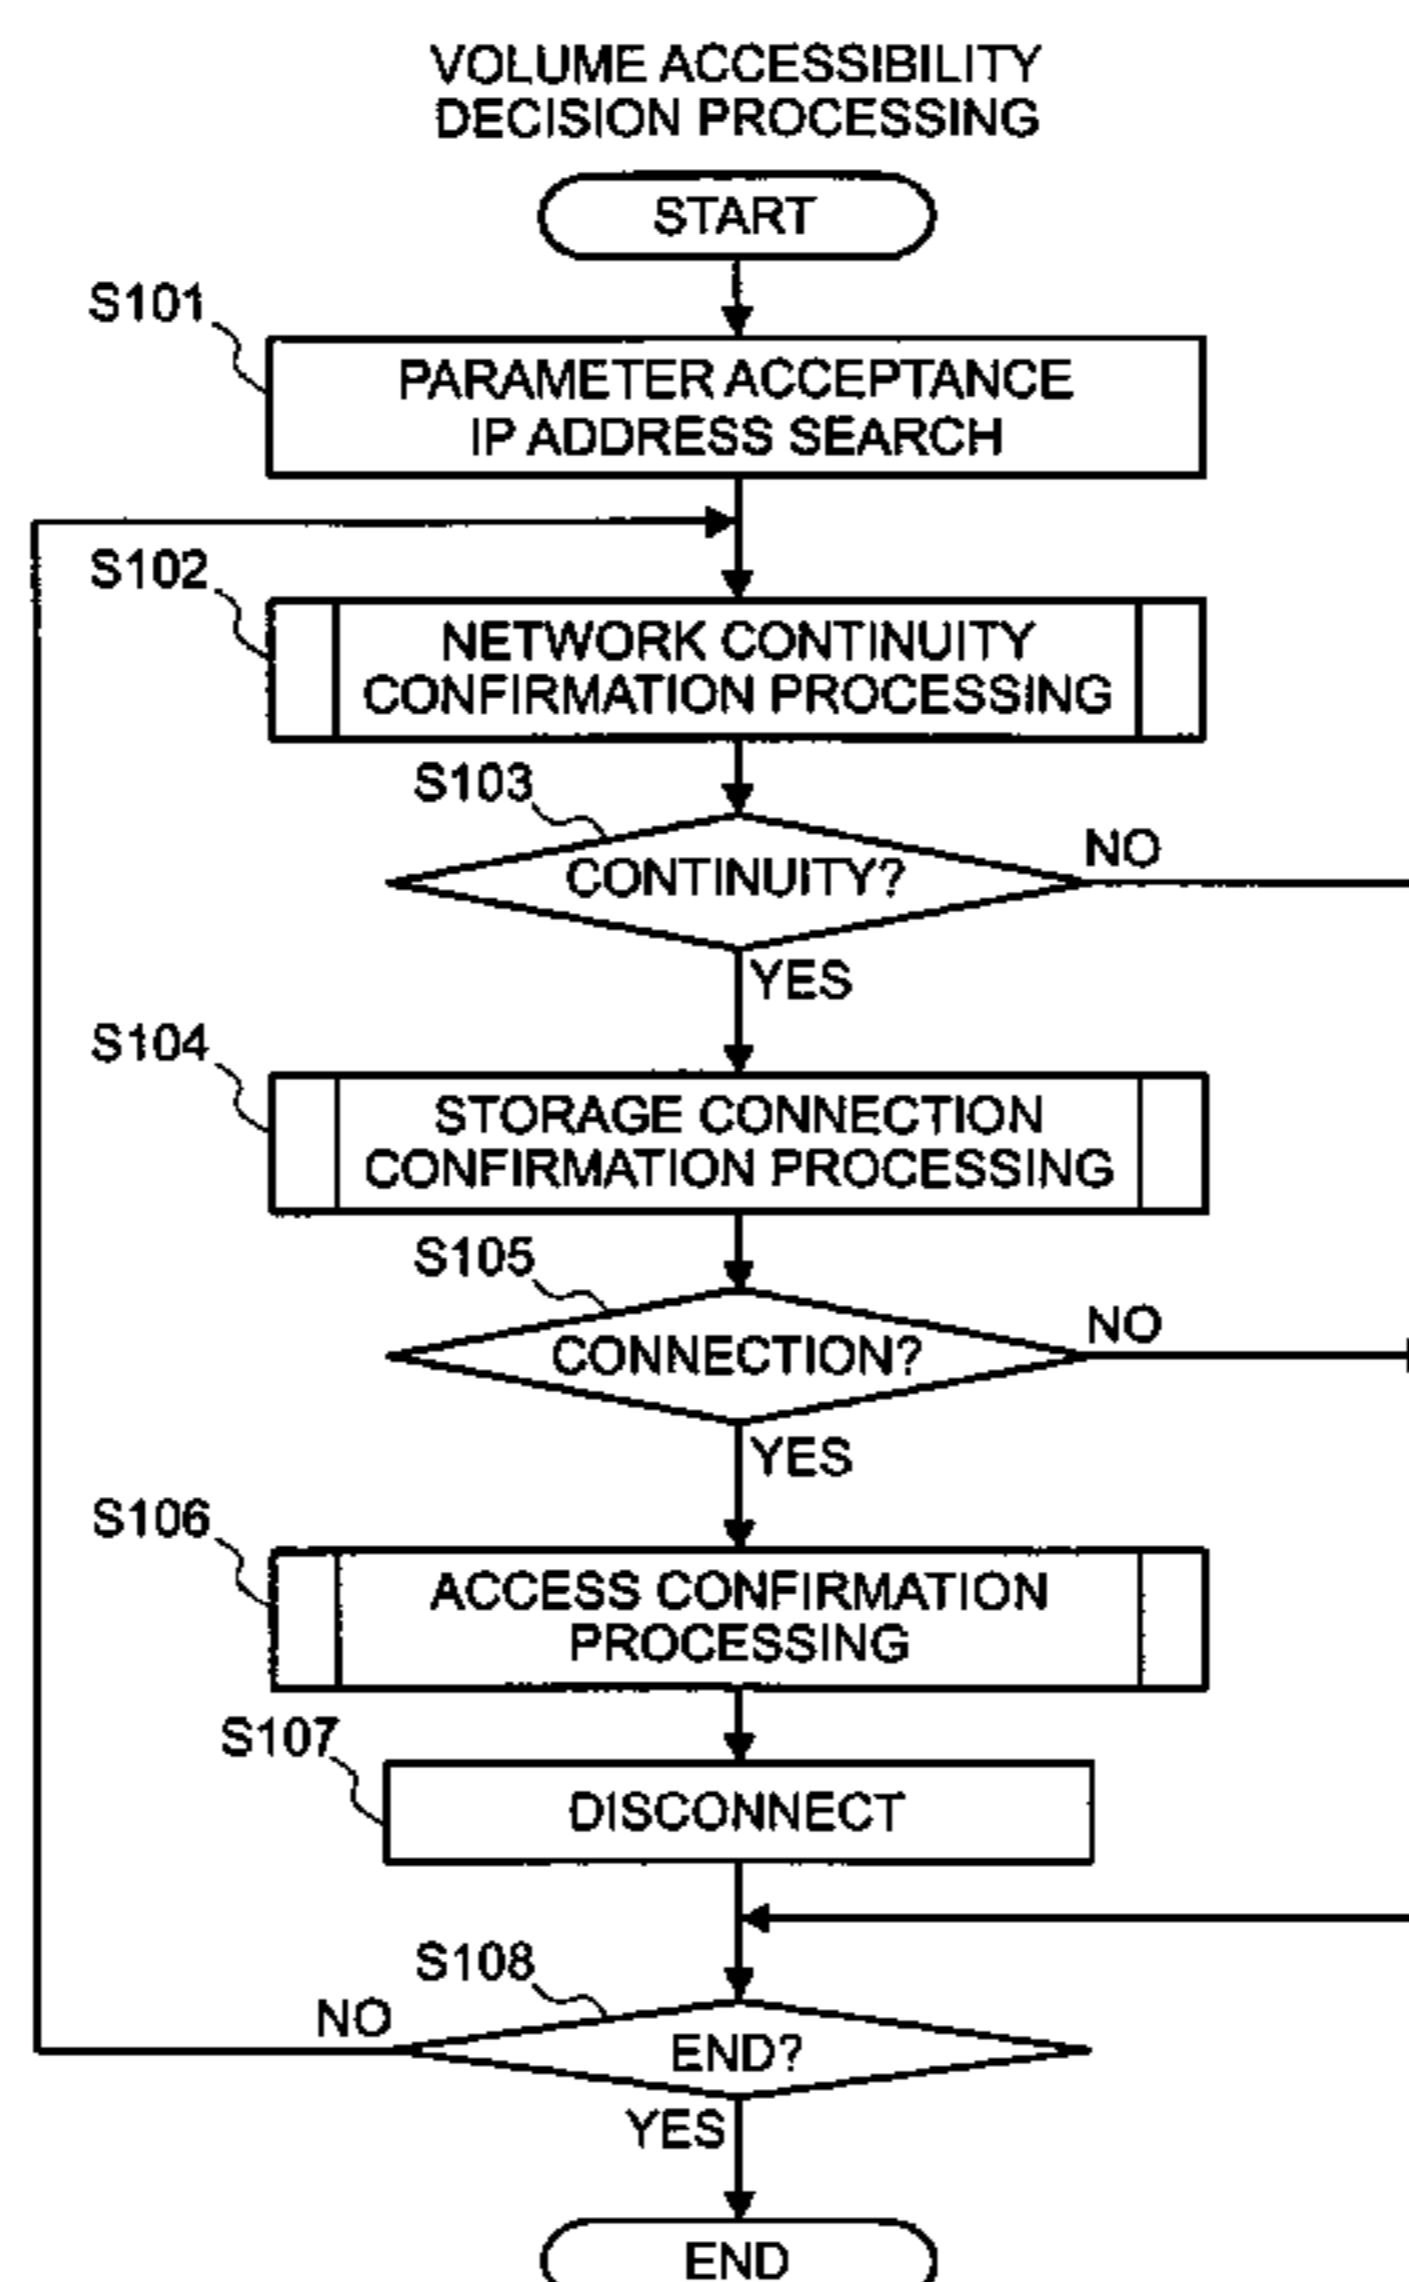 VOLUME ACCESSIBILITY
DECISION PROCESSING
START
S101
PARAMETER ACCEPTANCE
IP ADDRESS SEARCH
S102
NETWORK CONTINUITY
CONFIRMATION PROCESSING
S103
CONTINUITY?
NO
YES
S104
STORAGE CONNECTION
CONFIRMATION PROCESSING
S105
CONNECTION?
NO
YES
S106
ACCESS CONFIRMATION
PROCESSING
S107
DISCONNECT
S108
NO
END?
YES
END